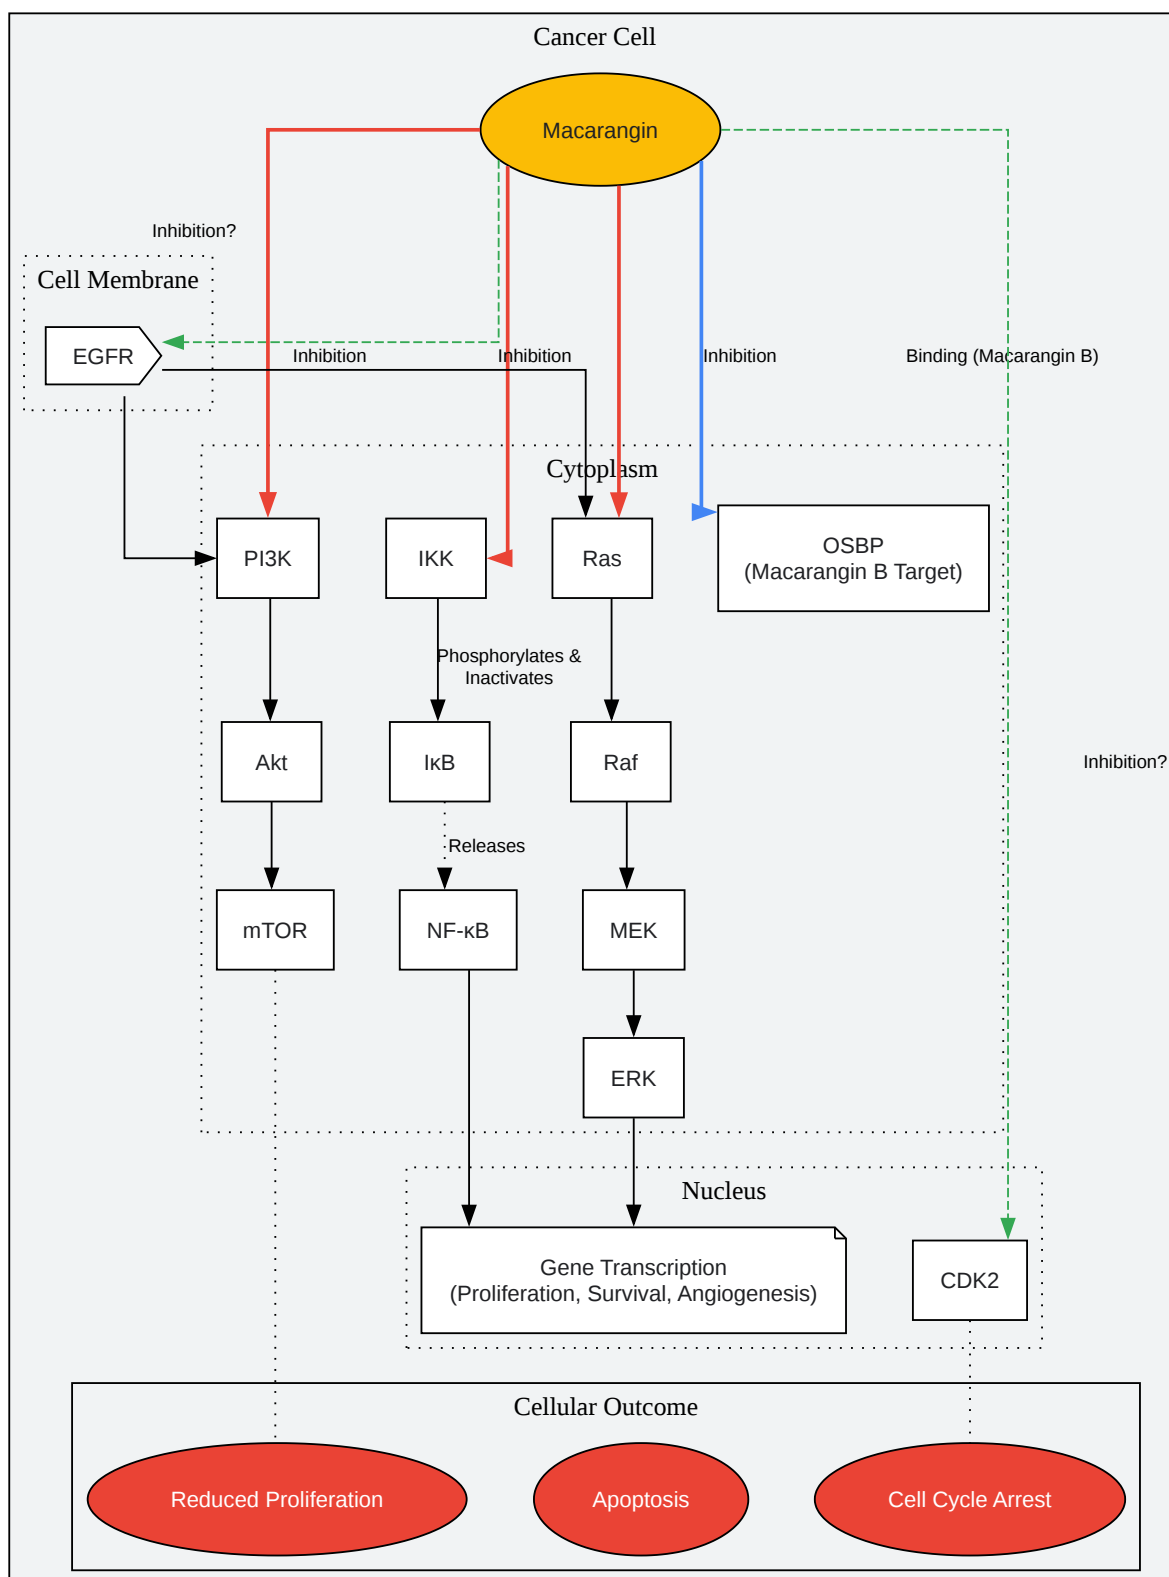 Cancer Cell
Macarangin
Inhibition?
Cell Membrane
EGFR
Inhibition
Inhibition
Inhibition
Binding (Macarangin B)
Cytoplasm
PI3K
IKK
Ras
OSBP
(Macarangin B Target)
Phosphorylates &
Inactivates
Akt
IκB
Raf
Inhibition?
Releases
mTOR
NF-κB
MEK
ERK
Nucleus
Gene Transcription
(Proliferation, Survival, Angiogenesis)
CDK2
Cellular Outcome
Reduced Proliferation
Apoptosis
Cell Cycle Arrest